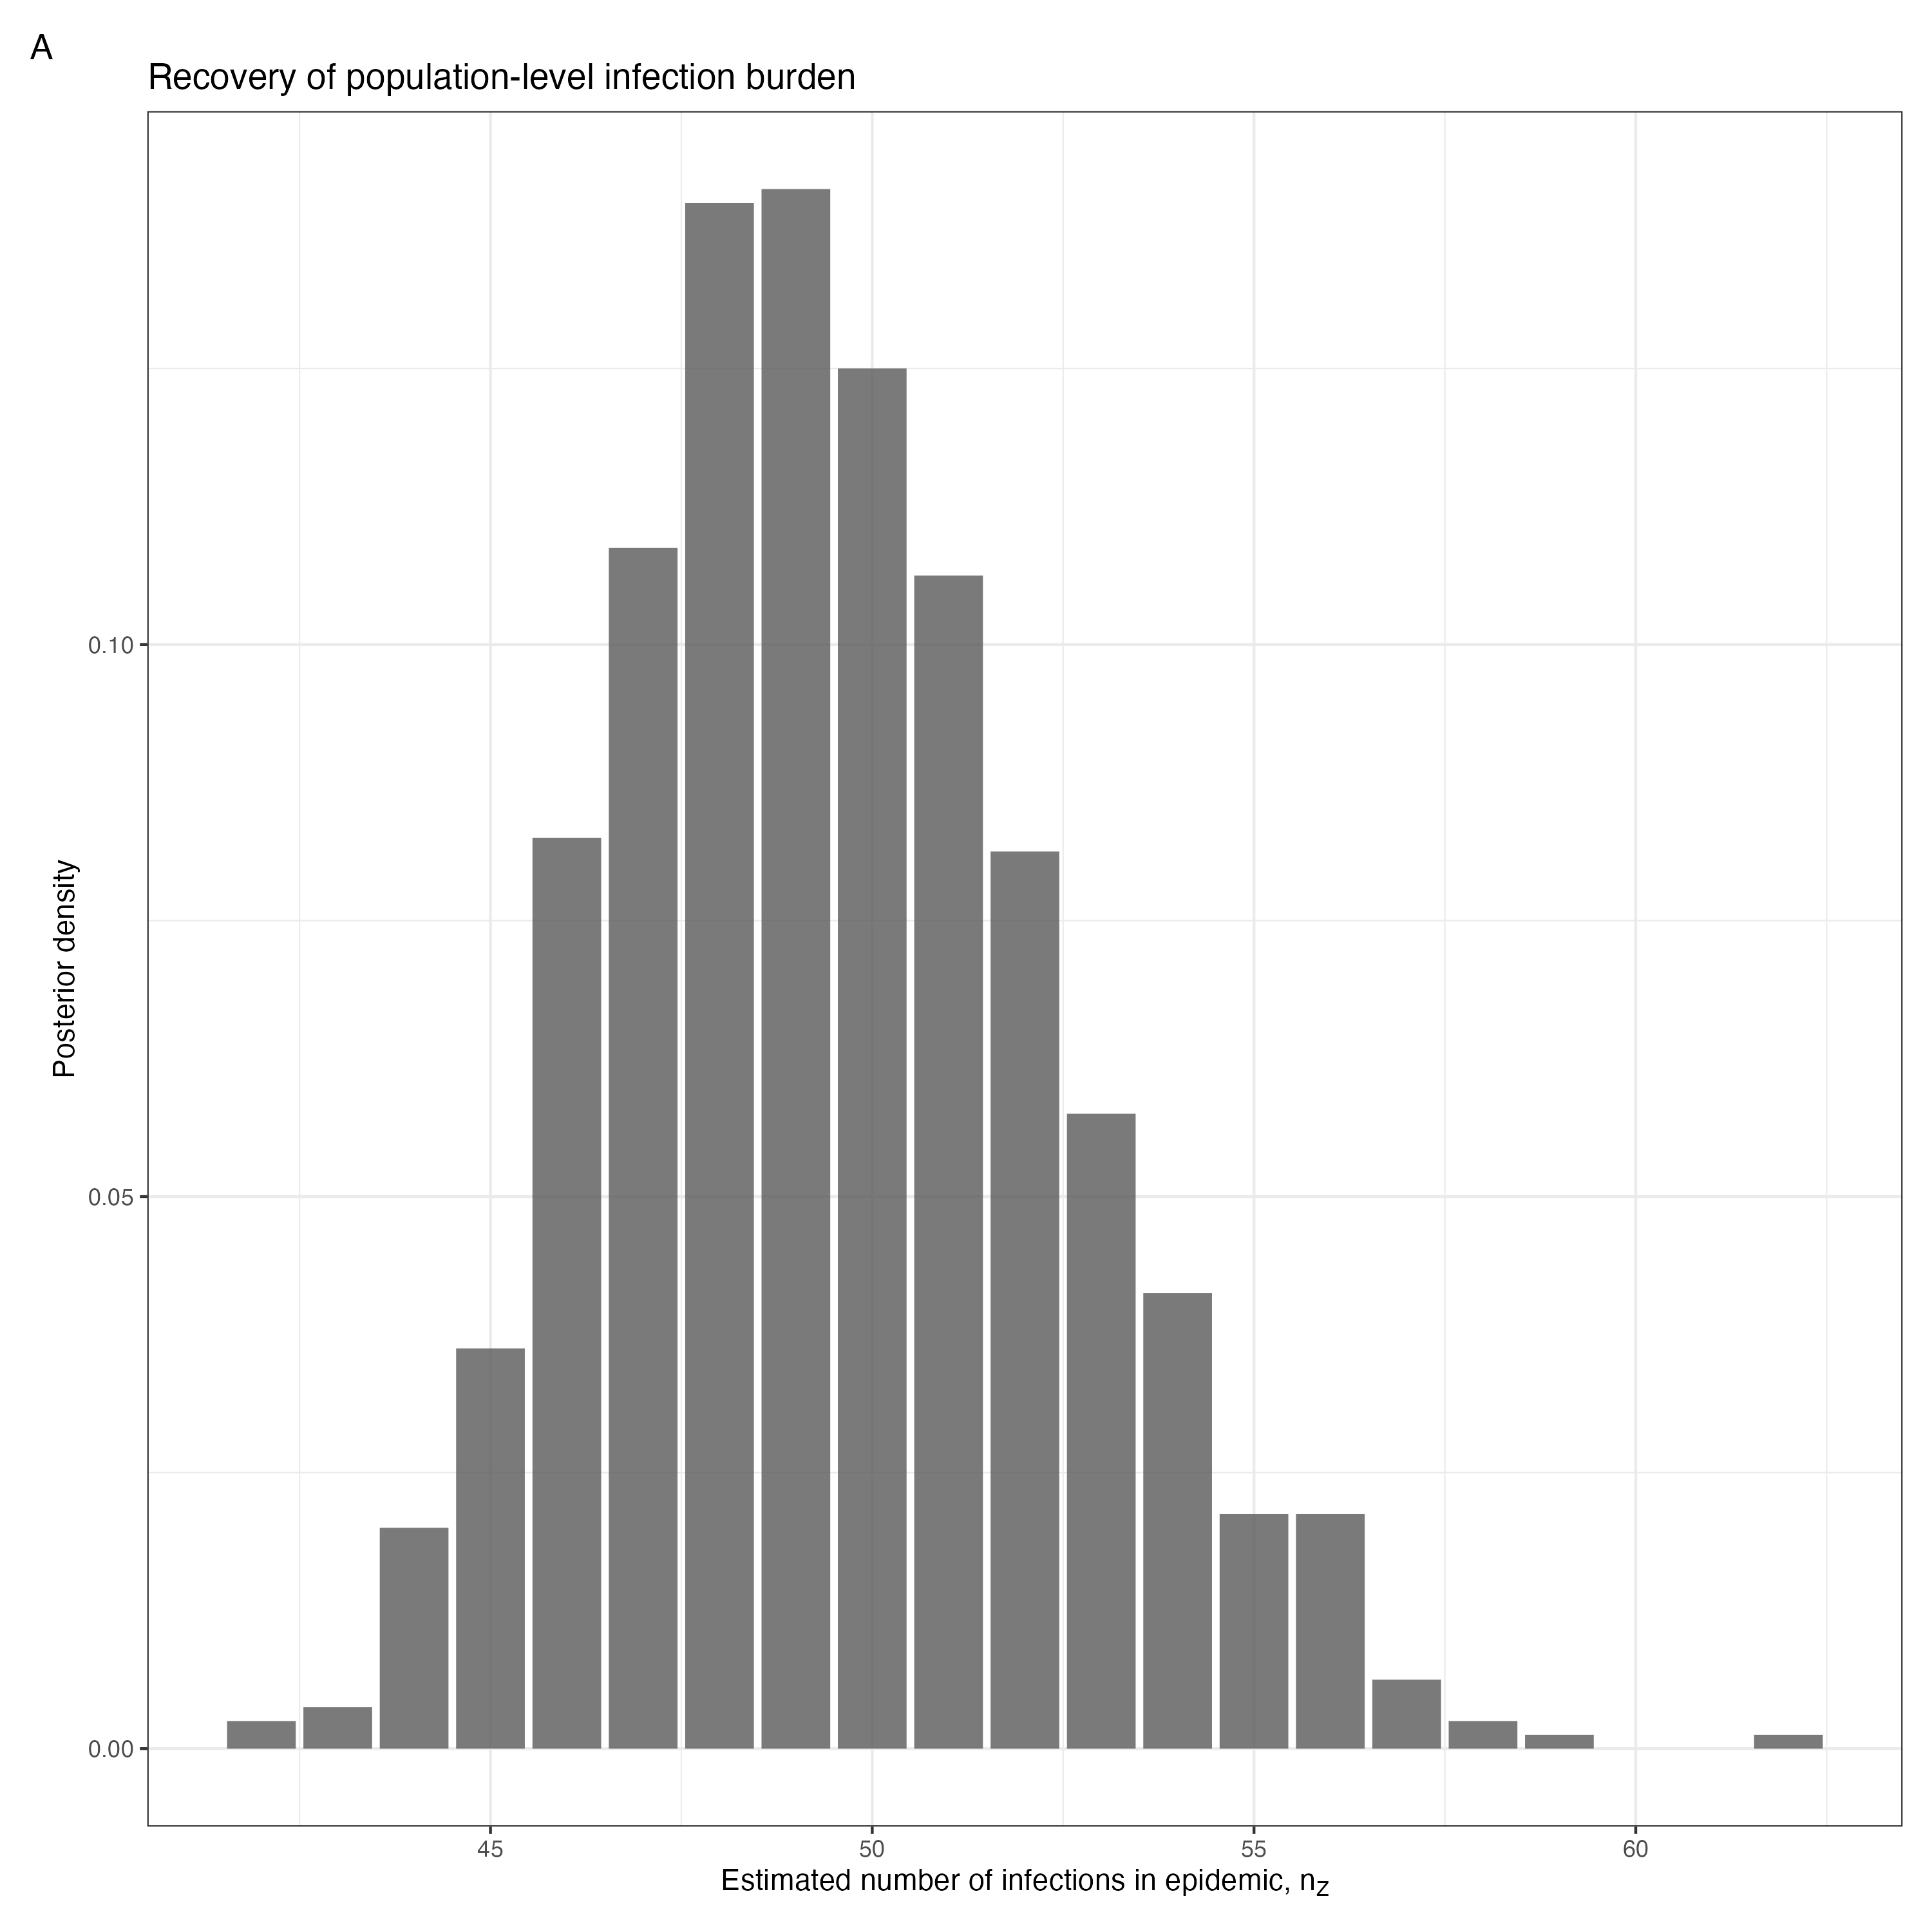 A
Recovery of population-level infection burden
Posterior density
0.10
0.05
0.00
45
50
55
60
Estimated number of infections in epidemic, nz